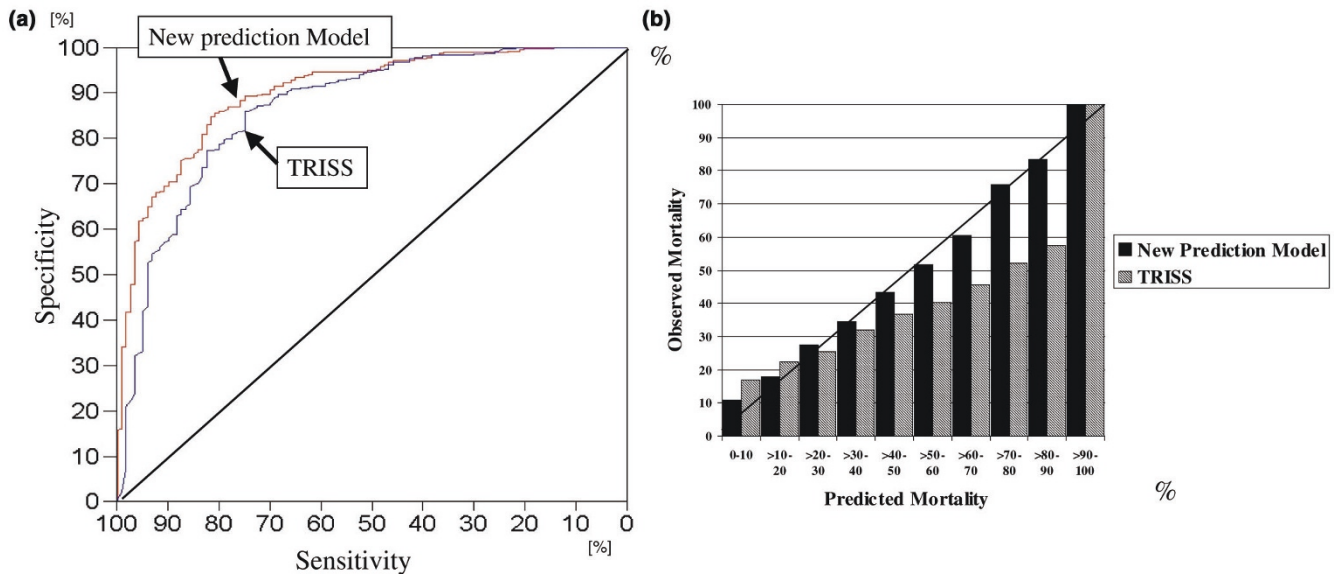 (a)
[%]
New prediction Model
TRISS
Specificity
100
90
80
70
60
50
40
30
20
10
0
100 90 80 70 60 50 40 30 20 10 0
[%]
Sensitivity
(b)
%
Observed Mortality
100
90
80
70
60
50
40
30
20
10
0
0-10 >10- >20- >30- >40- >50- >60- >70- >80- >90-
20 30 40 50 60 70 80 90 100
Predicted Mortality
%
New Prediction Model
TRISS